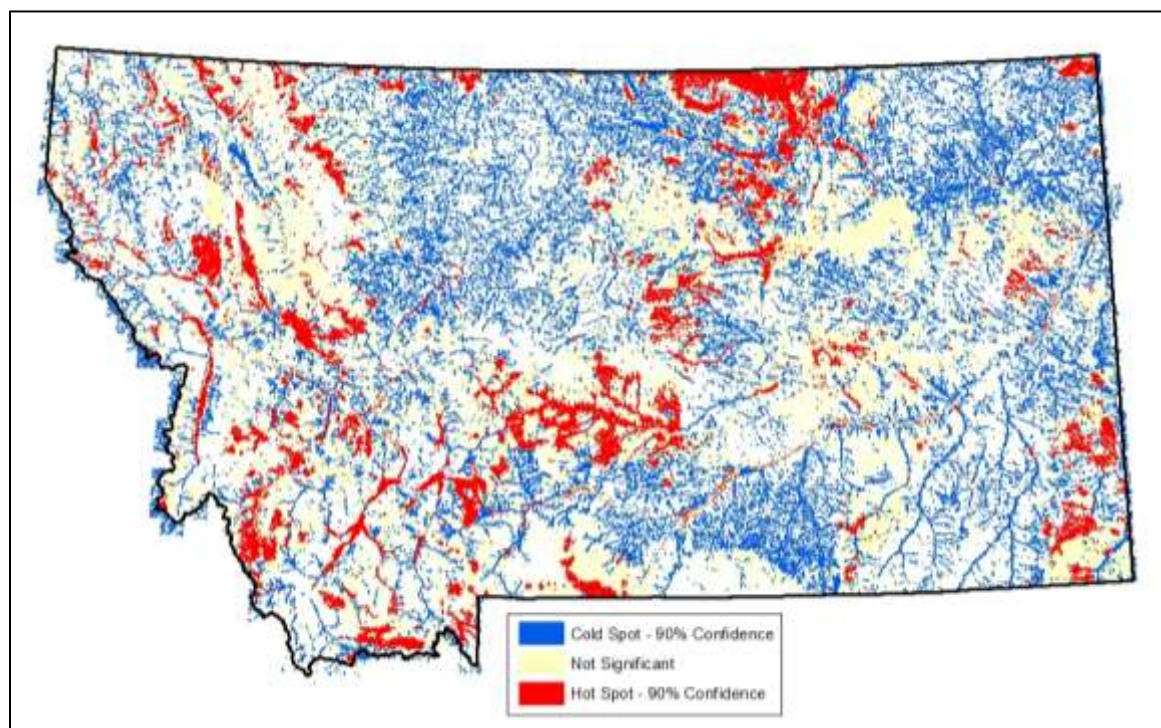 Cold Spot - 90% Confidence
Not Significant
Hot Spot - 90% Confidence